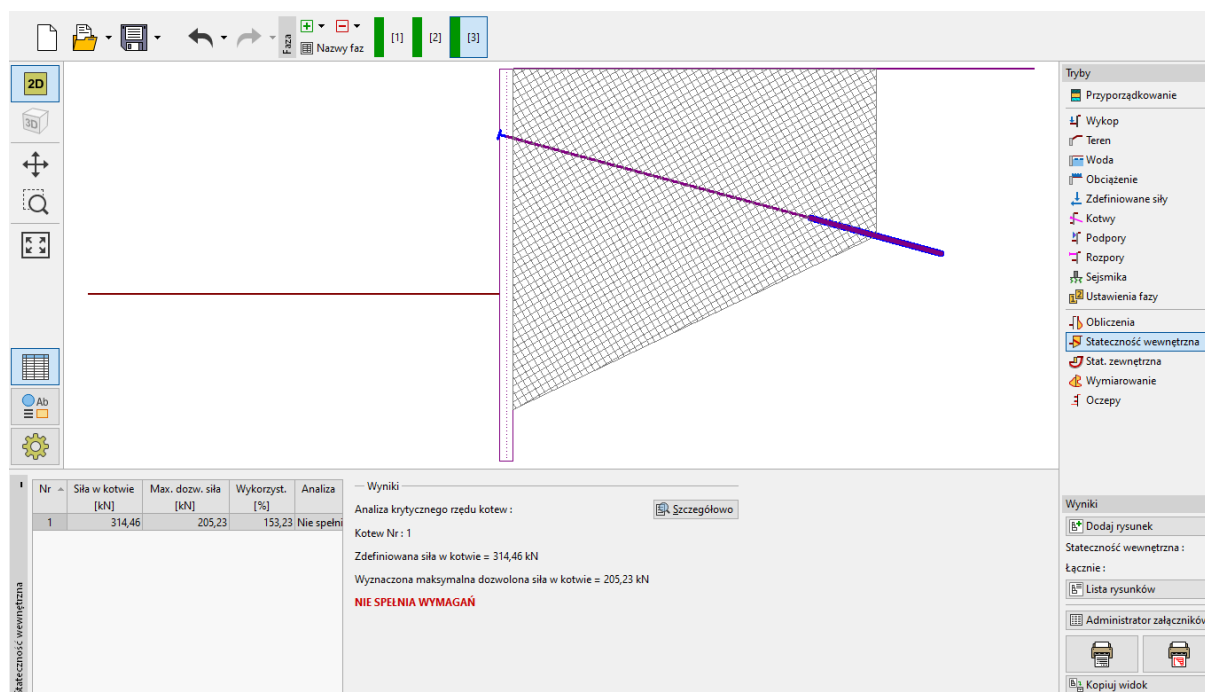 Faza
Nazwy faz
[1]
[2]
[3]
2D
3D
Ab
Tryby
Przyporządkowanie
Wykop
Teren
Woda
Obciążenie
Zdefiniowane siły
Kotwy
Podpory
Rozpory
Sejsmika
Ustawienia fazy
Obliczenia
Stateczność wewnętrzna
Stat. zewnętrzna
Wymiarowanie
Oczepy
Stateczność wewnętrzna
Nr Siła w kotwie Max. dozw. siła Wykorzyst. Analiza
[kN] [kN] [%]
1 314,46 205,23 153,23 Nie spełni
Wyniki
Analiza krytycznego rzędu kotew :
Szczegółowo
Kotew Nr : 1
Zdefiniowana siła w kotwie = 314,46 kN
Wyznaczona maksymalna dozwolona siła w kotwie = 205,23 kN
NIE SPEŁNIA WYMAGAŃ
Wyniki
Dodaj rysunek
Stateczność wewnętrzna :
Łącznie :
Lista rysunków
Administrator załączników
Kopiuj widok